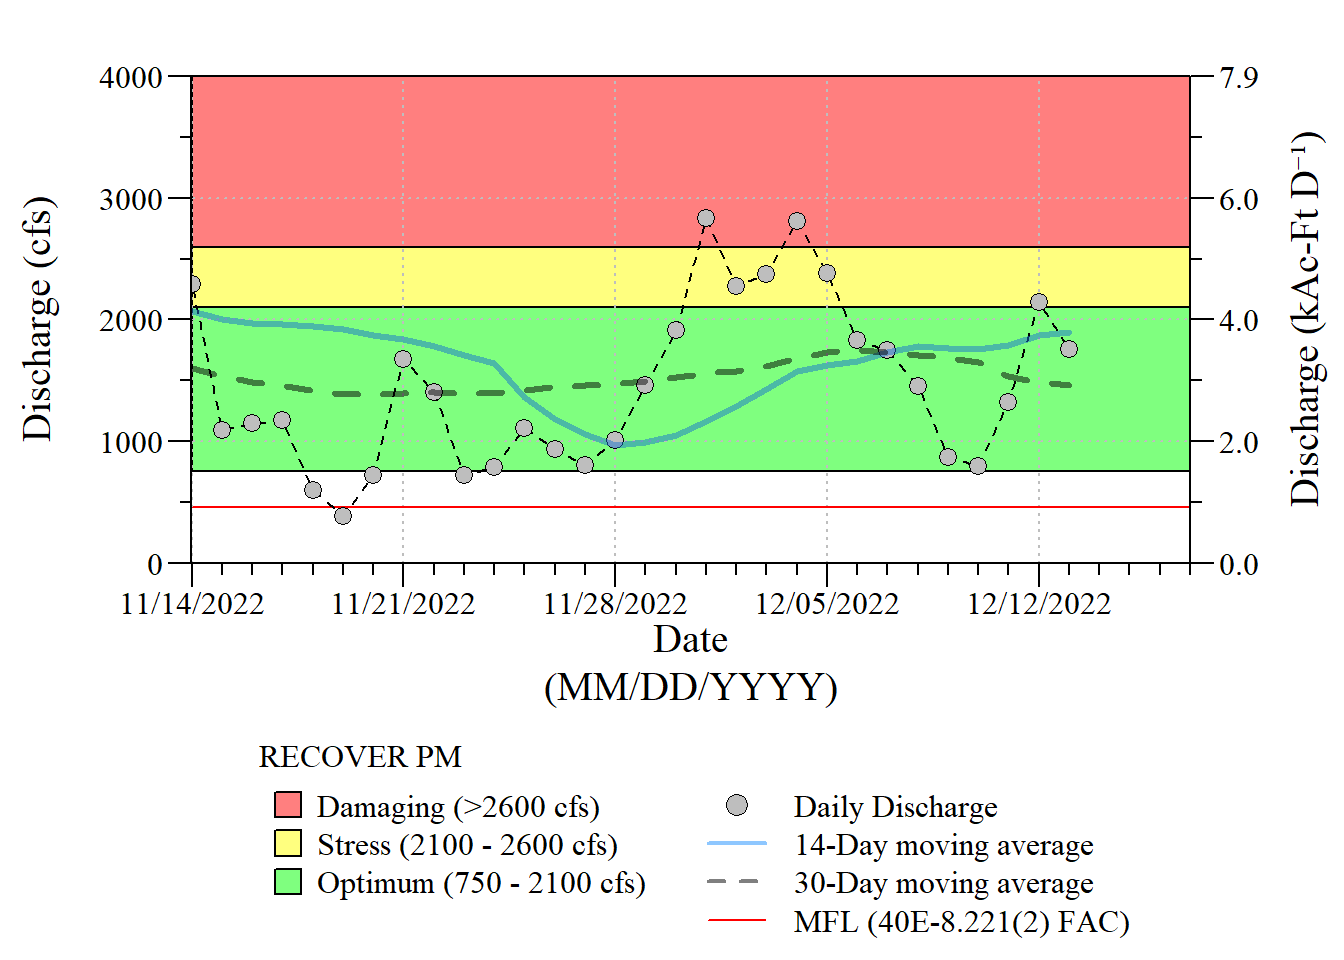 4000
3000
2000
1000
0
Discharge (cfs)
7.9
6.0
4.0
2.0
0.0
Discharge (kAc-Ft D⁻¹)
11/14/2022 11/21/2022 11/28/2022 12/05/2022 12/12/2022
Date
(MM/DD/YYYY)
RECOVER PM
Damaging (>2600 cfs)
Stress (2100 - 2600 cfs)
Optimum (750 - 2100 cfs)
Daily Discharge
14-Day moving average
30-Day moving average
MFL (40E-8.221(2) FAC)